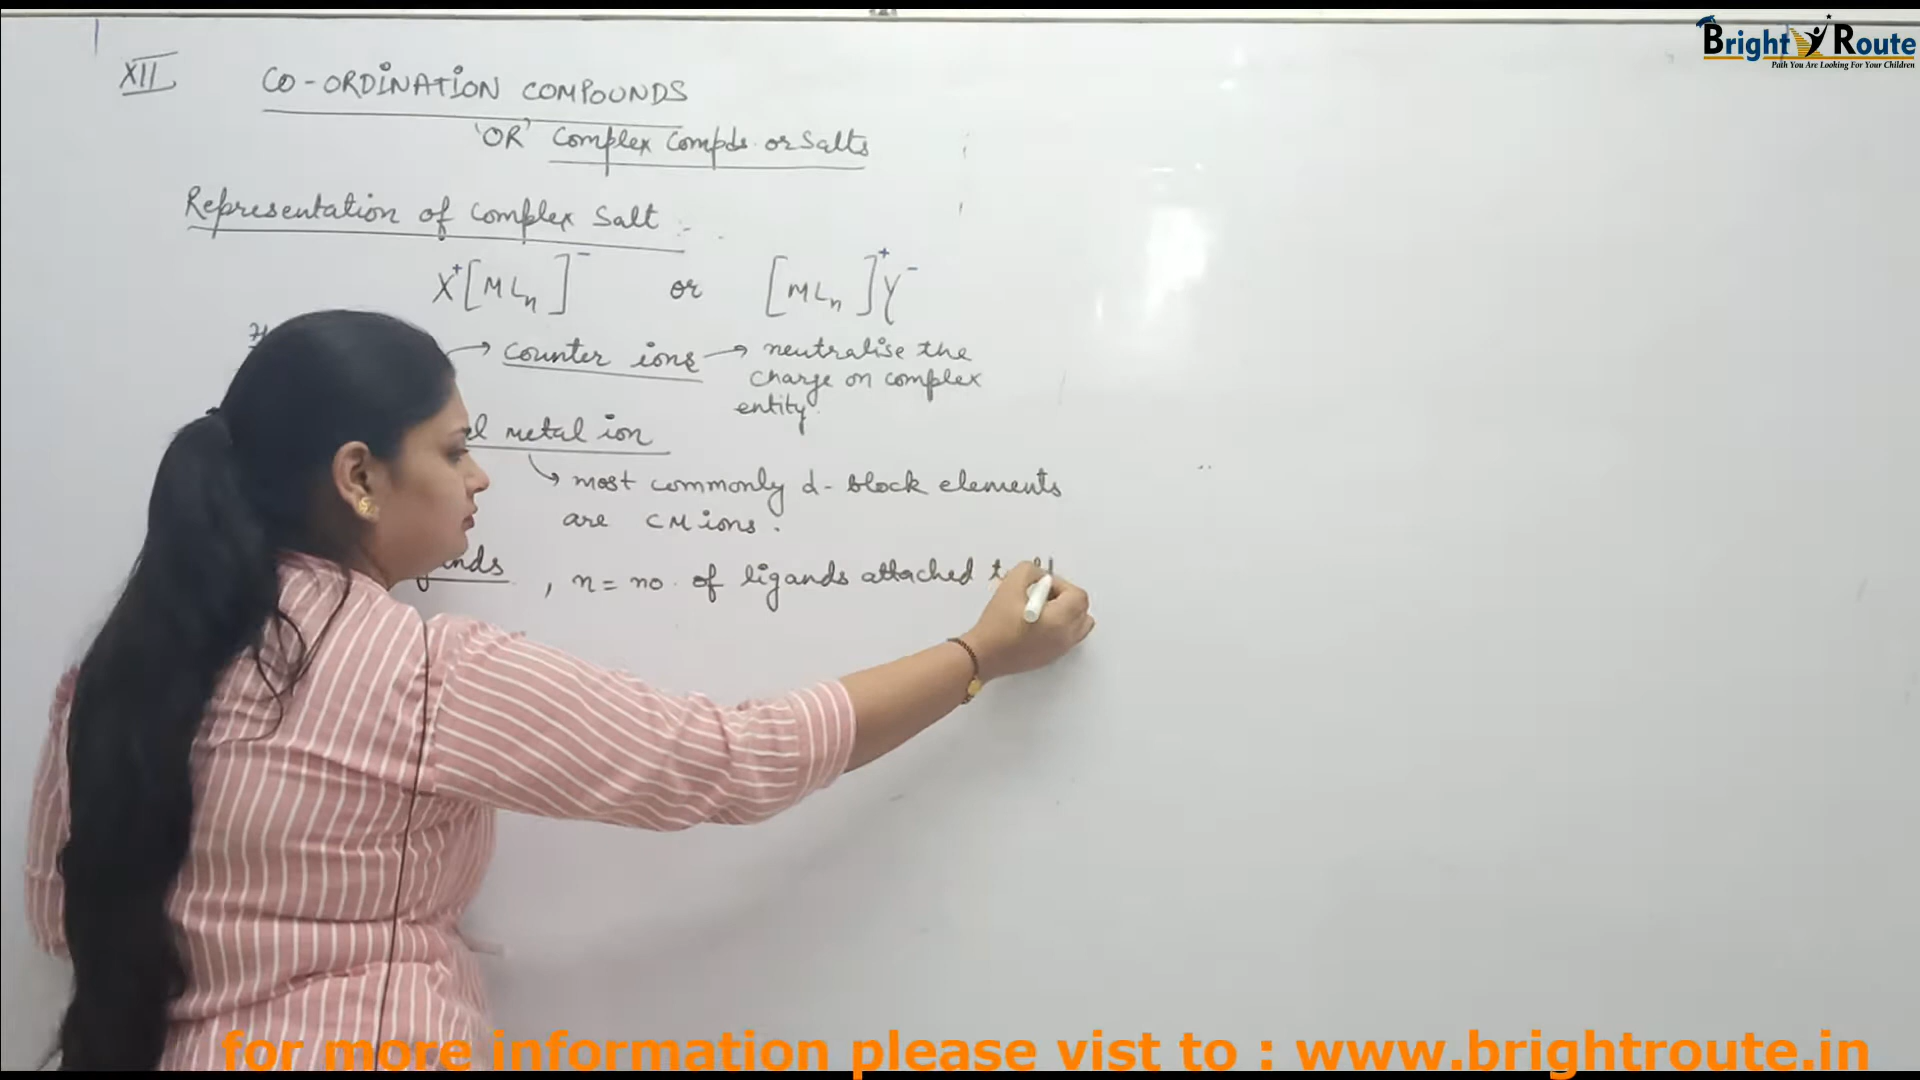 Bright Route
Path You Are Looking For Your Children
XII
CO-ORDINATION COMPOUNDS
'OR' Complex Compds. or Salts
Representation of Complex Salt :-
X⁺[MLₙ]⁻ or [MLₙ]⁺Y⁻
→ Counter ions → neutralise the
charge on complex
entity.
metal ion
→ most commonly d-block elements
are CM ions.
, n = no. of ligands attached
for more information please vist to : www.brightroute.in